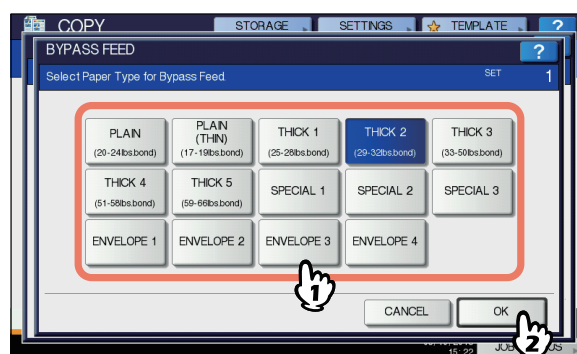 COPY STORAGE SETTINGS TEMPLATE ?
BYPASS FEED ?
Select Paper Type for Bypass Feed. SET 1
PLAIN
(20-24lbs.bond)
PLAIN
(THIN)
(17-19lbs.bond)
THICK 1
(25-28lbs.bond)
THICK 2
(29-32lbs.bond)
THICK 3
(33-50lbs.bond)
THICK 4
(51-58lbs.bond)
THICK 5
(59-66lbs.bond)
SPECIAL 1
SPECIAL 2
SPECIAL 3
ENVELOPE 1
ENVELOPE 2
ENVELOPE 3
ENVELOPE 4
1
CANCEL
OK
2
15:22